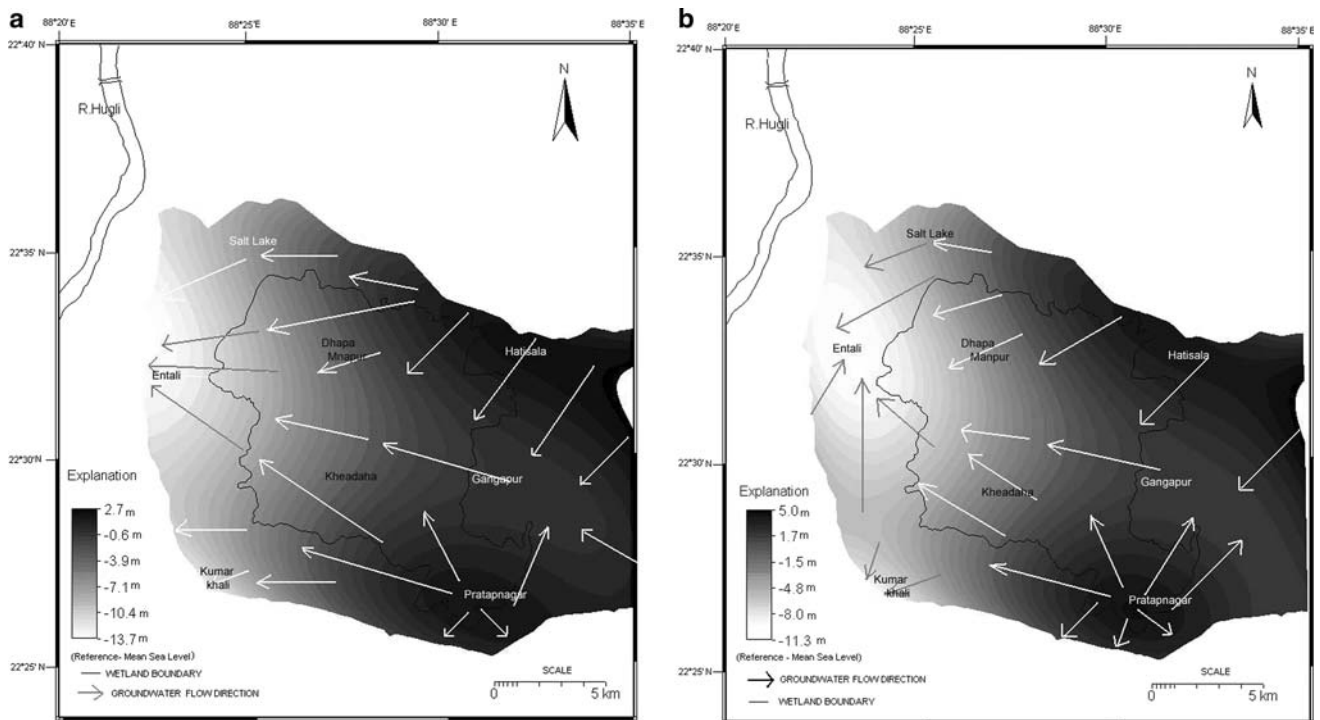 a
88°20' E
88°25' E
88°30' E
88°35' E
22°40' N
22°35' N
22°30' N
22°25' N
R.Hugli
N
Salt Lake
Dhapa
Mnapur
Hatisala
Entali
Kheadaha
Gangapur
Kumar
khali
Pratapnagar
Explanation
2.7 m
-0.6 m
-3.9 m
-7.1 m
-10.4 m
-13.7 m
(Reference- Mean Sea Level)
WETLAND BOUNDARY
GROUNDWATER FLOW DIRECTION
SCALE
0 5 km
b
88°20' E
88°25' E
88°30' E
88°35' E
22°40' N
22°35' N
22°30' N
22°25' N
R.Hugli
N
Salt Lake
Dhapa
Manpur
Hatisala
Entali
Kheadaha
Gangapur
Kumar
khali
Pratapnagar
Explanation
5.0 m
1.7 m
-1.5 m
-4.8 m
-8.0 m
-11.3 m
(Reference - Mean Sea Level)
GROUNDWATER FLOW DIRECTION
WETLAND BOUNDARY
SCALE
0 5 km